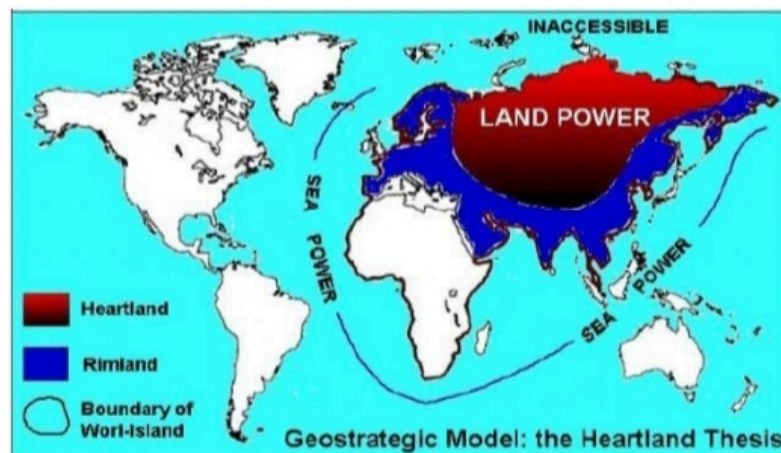 INACCESSIBLE
LAND POWER
SEA POWER
SEA POWER
Heartland
Rimland
Boundary of
Worl-Island
Geostrategic Model: the Heartland Thesis